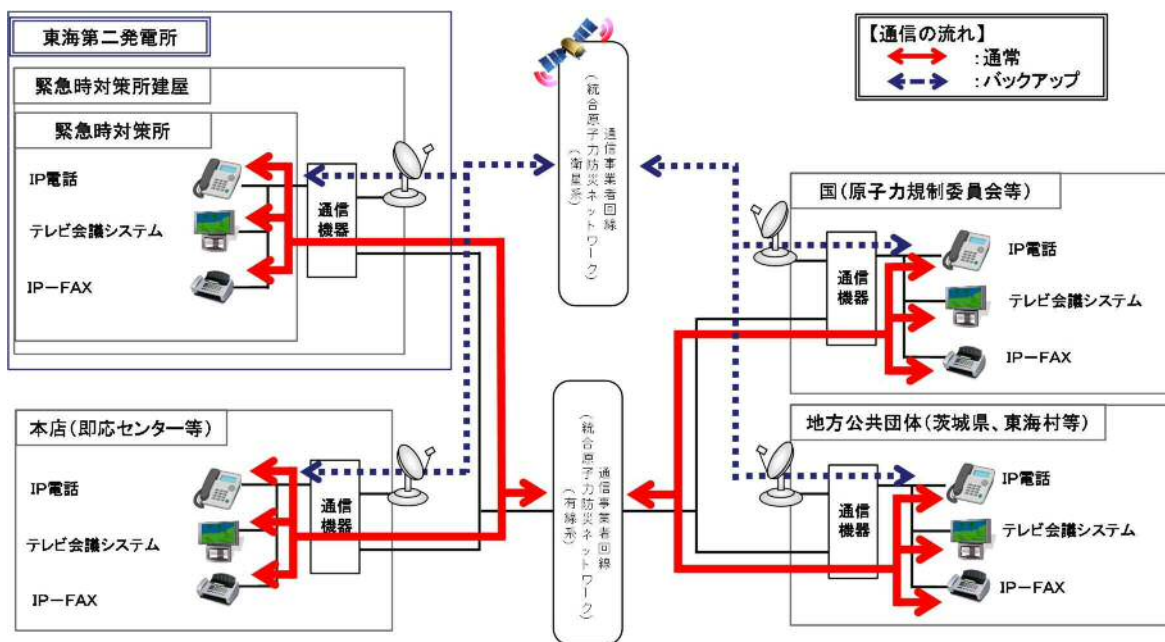 東海第二発電所
緊急時対策所建屋
緊急時対策所
IP電話
テレビ会議システム
IP-FAX
通信
機器
通信事業者回線
(統合原子力防災ネットワーク)
(衛星系)
【通信の流れ】
:通常
:バックアップ
国(原子力規制委員会等)
通信
機器
IP電話
テレビ会議システム
IP-FAX
本店(即応センター等)
IP電話
テレビ会議システム
IP-FAX
通信
機器
通信事業者回線
(統合原子力防災ネットワーク)
(有線系)
地方公共団体(茨城県、東海村等)
通信
機器
IP電話
テレビ会議システム
IP-FAX